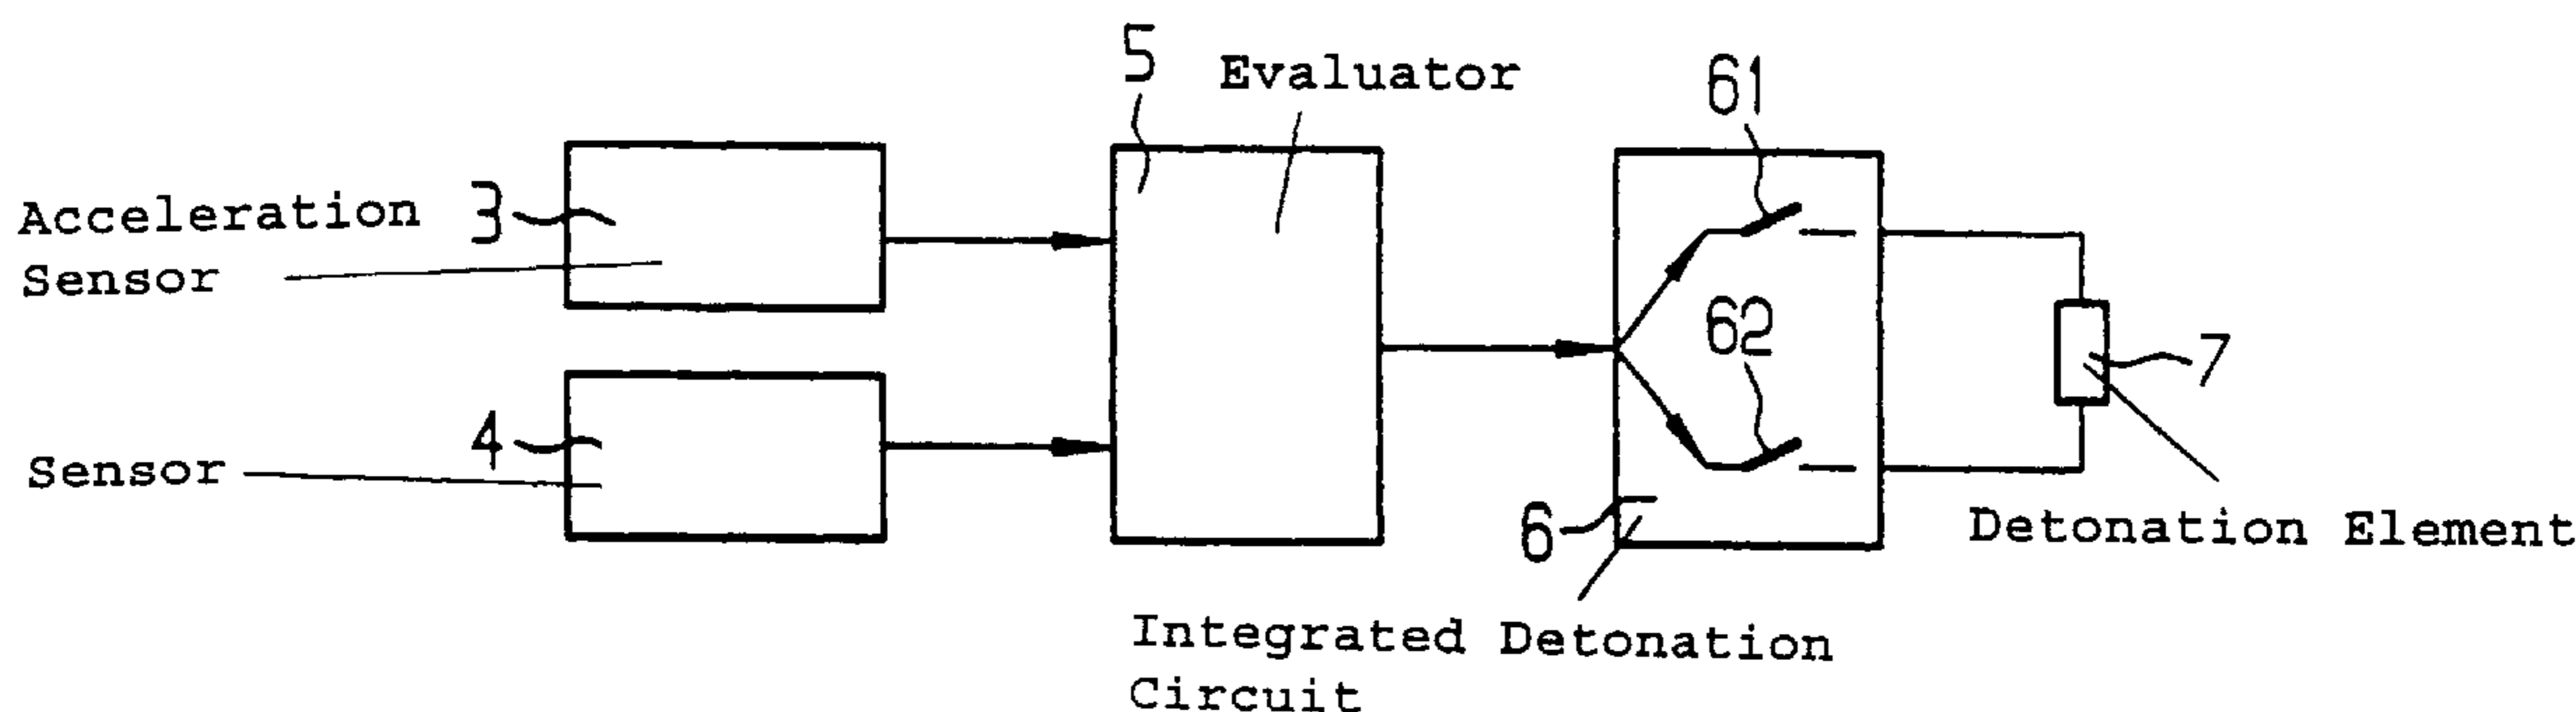 5
Evaluator
61
Acceleration
Sensor
3
62
7
Sensor
4
6
Detonation Element
Integrated Detonation
Circuit